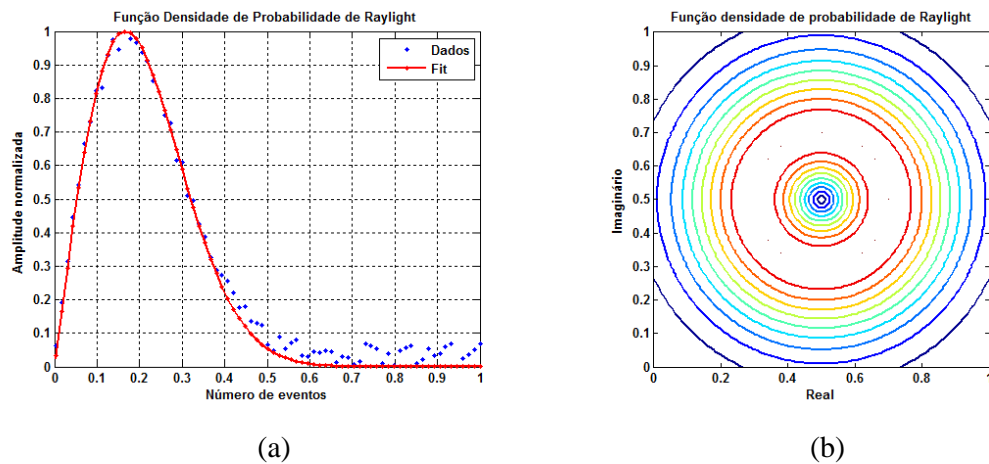 Função Densidade de Probabilidade de Raylight
Amplitude normalizada
1
0.9
0.8
0.7
0.6
0.5
0.4
0.3
0.2
0.1
0
Dados
Fit
0 0.1 0.2 0.3 0.4 0.5 0.6 0.7 0.8 0.9 1
Número de eventos
(a)
Função densidade de probabilidade de Raylight
Imaginário
1
0.9
0.8
0.7
0.6
0.5
0.4
0.3
0.2
0.1
0
0 0.2 0.4 0.6 0.8 1
Real
(b)